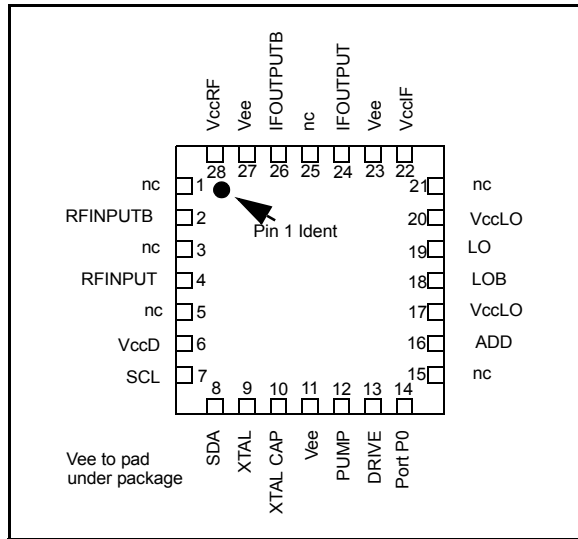 VccRF
Vee
IFOUTPUTB
nc
IFOUTPUT
Vee
VccIF
28
27
26
25
24
23
22
nc
1
21
nc
Pin 1 Ident
RFINPUTB
2
20
VccLO
nc
3
19
LO
RFINPUT
4
18
LOB
nc
5
17
VccLO
VccD
6
16
ADD
SCL
7
15
nc
8
9
10
11
12
13
14
SDA
XTAL
XTAL CAP
Vee
PUMP
DRIVE
Port P0
Vee to pad
under package